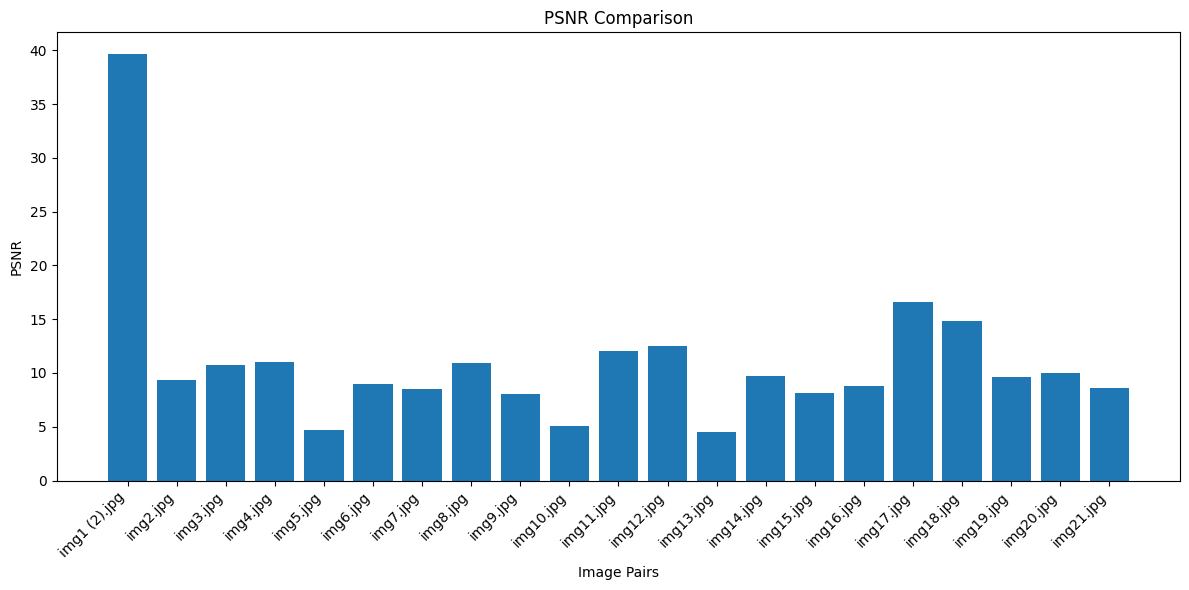 PSNR Comparison
PSNR
40
35
30
25
20
15
10
5
0
img1 (2).jpg
img2.jpg
img3.jpg
img4.jpg
img5.jpg
img6.jpg
img7.jpg
img8.jpg
img9.jpg
img10.jpg
img11.jpg
img12.jpg
img13.jpg
img14.jpg
img15.jpg
img16.jpg
img17.jpg
img18.jpg
img19.jpg
img20.jpg
img21.jpg
Image Pairs